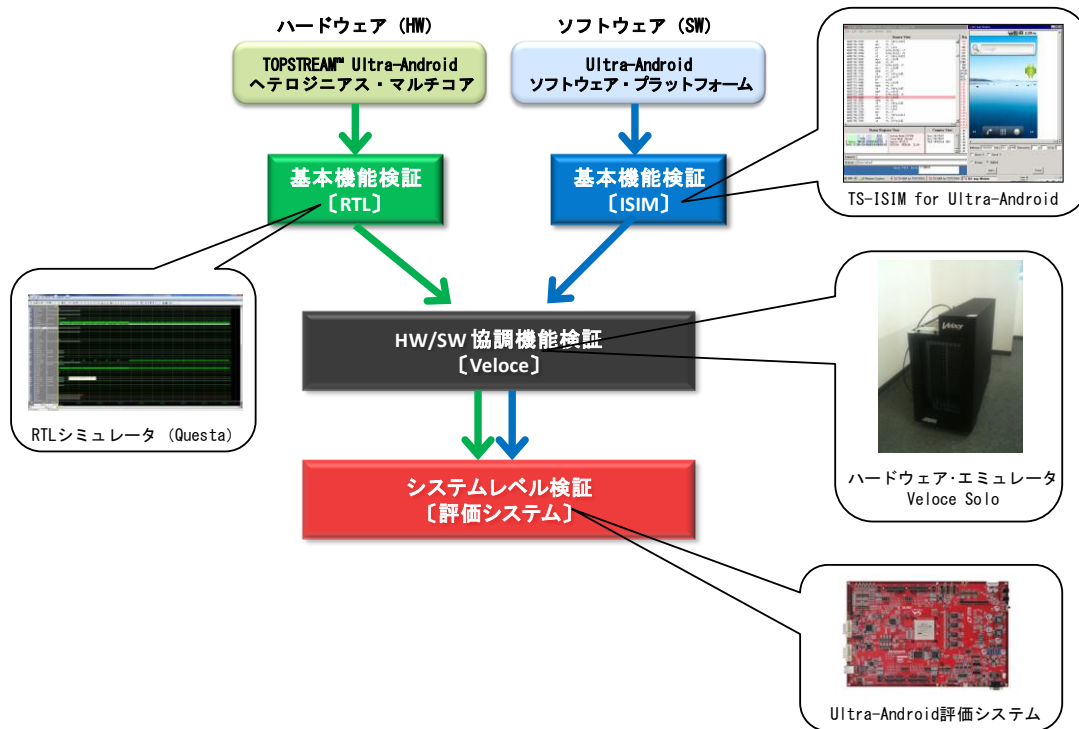 ハードウェア (HW)
ソフトウェア (SW)
TOPSTREAM™ Ultra-Android
ヘテロジニアス・マルチコア
Ultra-Android
ソフトウェア・プラットフォーム
基本機能検証
〔RTL〕
基本機能検証
〔ISIM〕
TS-ISIM for Ultra-Android
HW/SW 協調機能検証
〔Veloce〕
RTLシミュレータ (Questa)
Veloce
ハードウェア・エミュレータ
Veloce Solo
システムレベル検証
〔評価システム〕
Ultra-Android評価システム